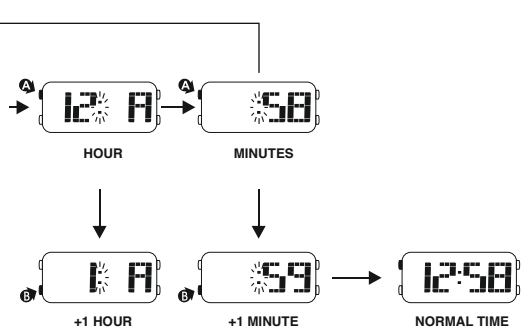 A A
12: A :58
HOUR MINUTES
1: A :59 12:58
B B
+1 HOUR +1 MINUTE NORMAL TIME